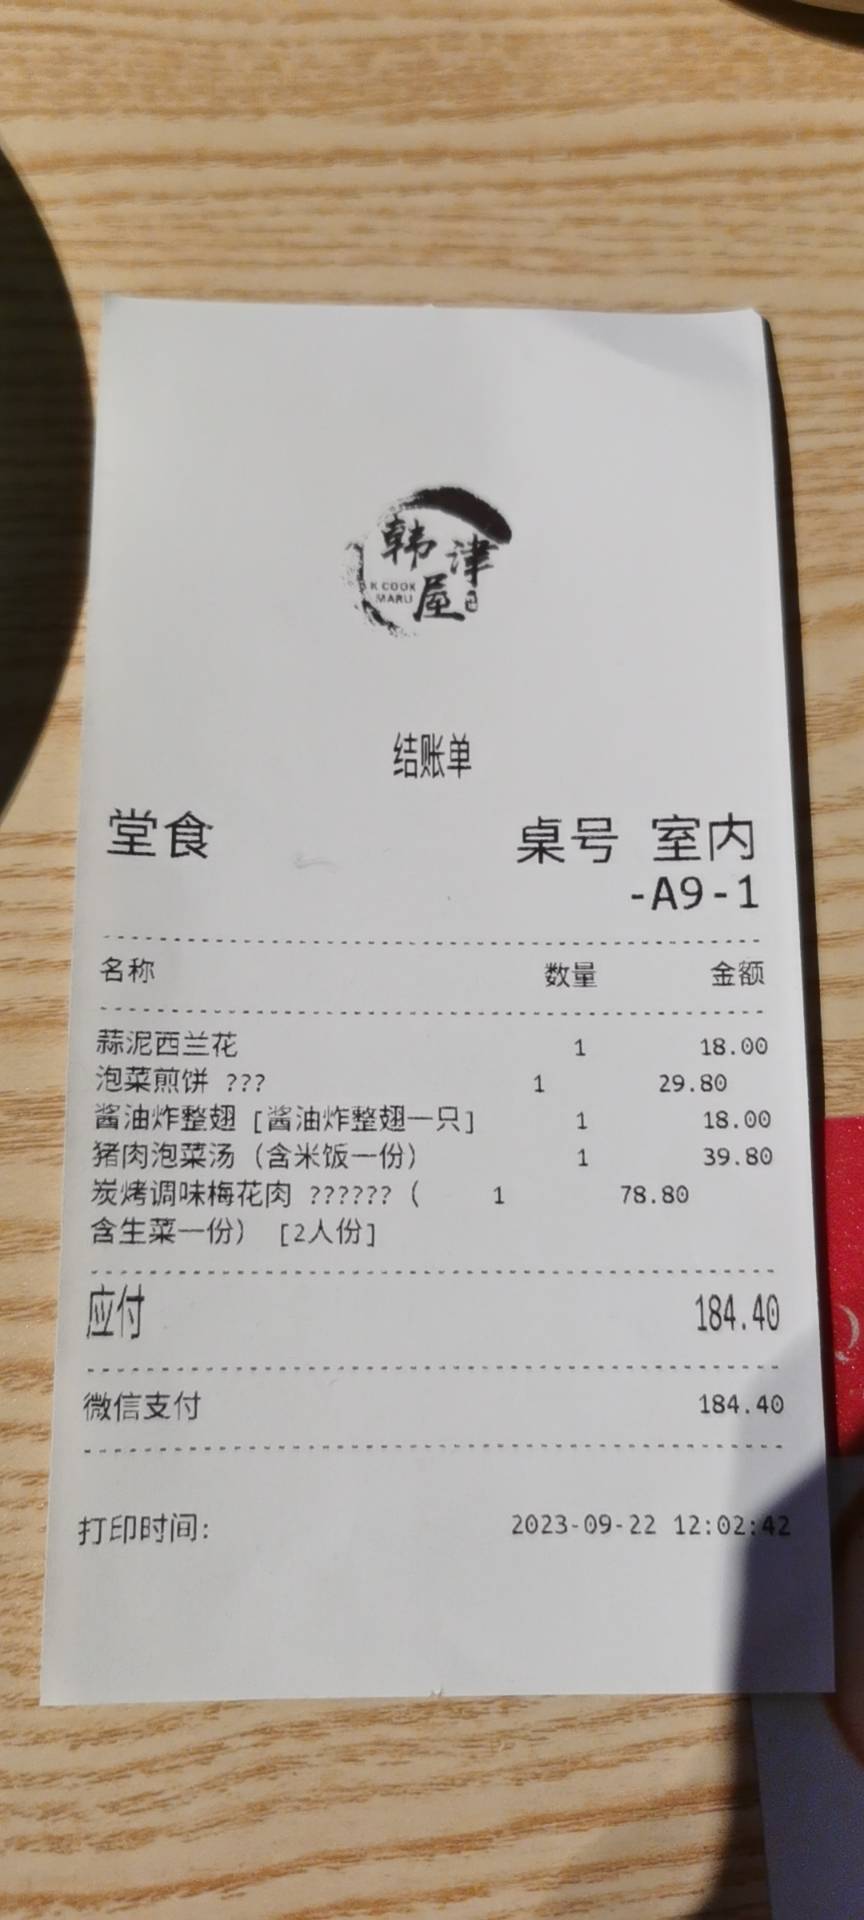 韩津屋
K COOK
MARU
结账单
堂食 桌号 室内
-A9-1
名称 数量 金额
蒜泥西兰花 1 18.00
泡菜煎饼 ??? 1 29.80
酱油炸整翅 [酱油炸整翅一只] 1 18.00
猪肉泡菜汤（含米饭一份） 1 39.80
炭烤调味梅花肉 ??????（ 1 78.80
含生菜一份） [2人份]
应付 184.40
微信支付 184.40
打印时间: 2023-09-22 12:02:42